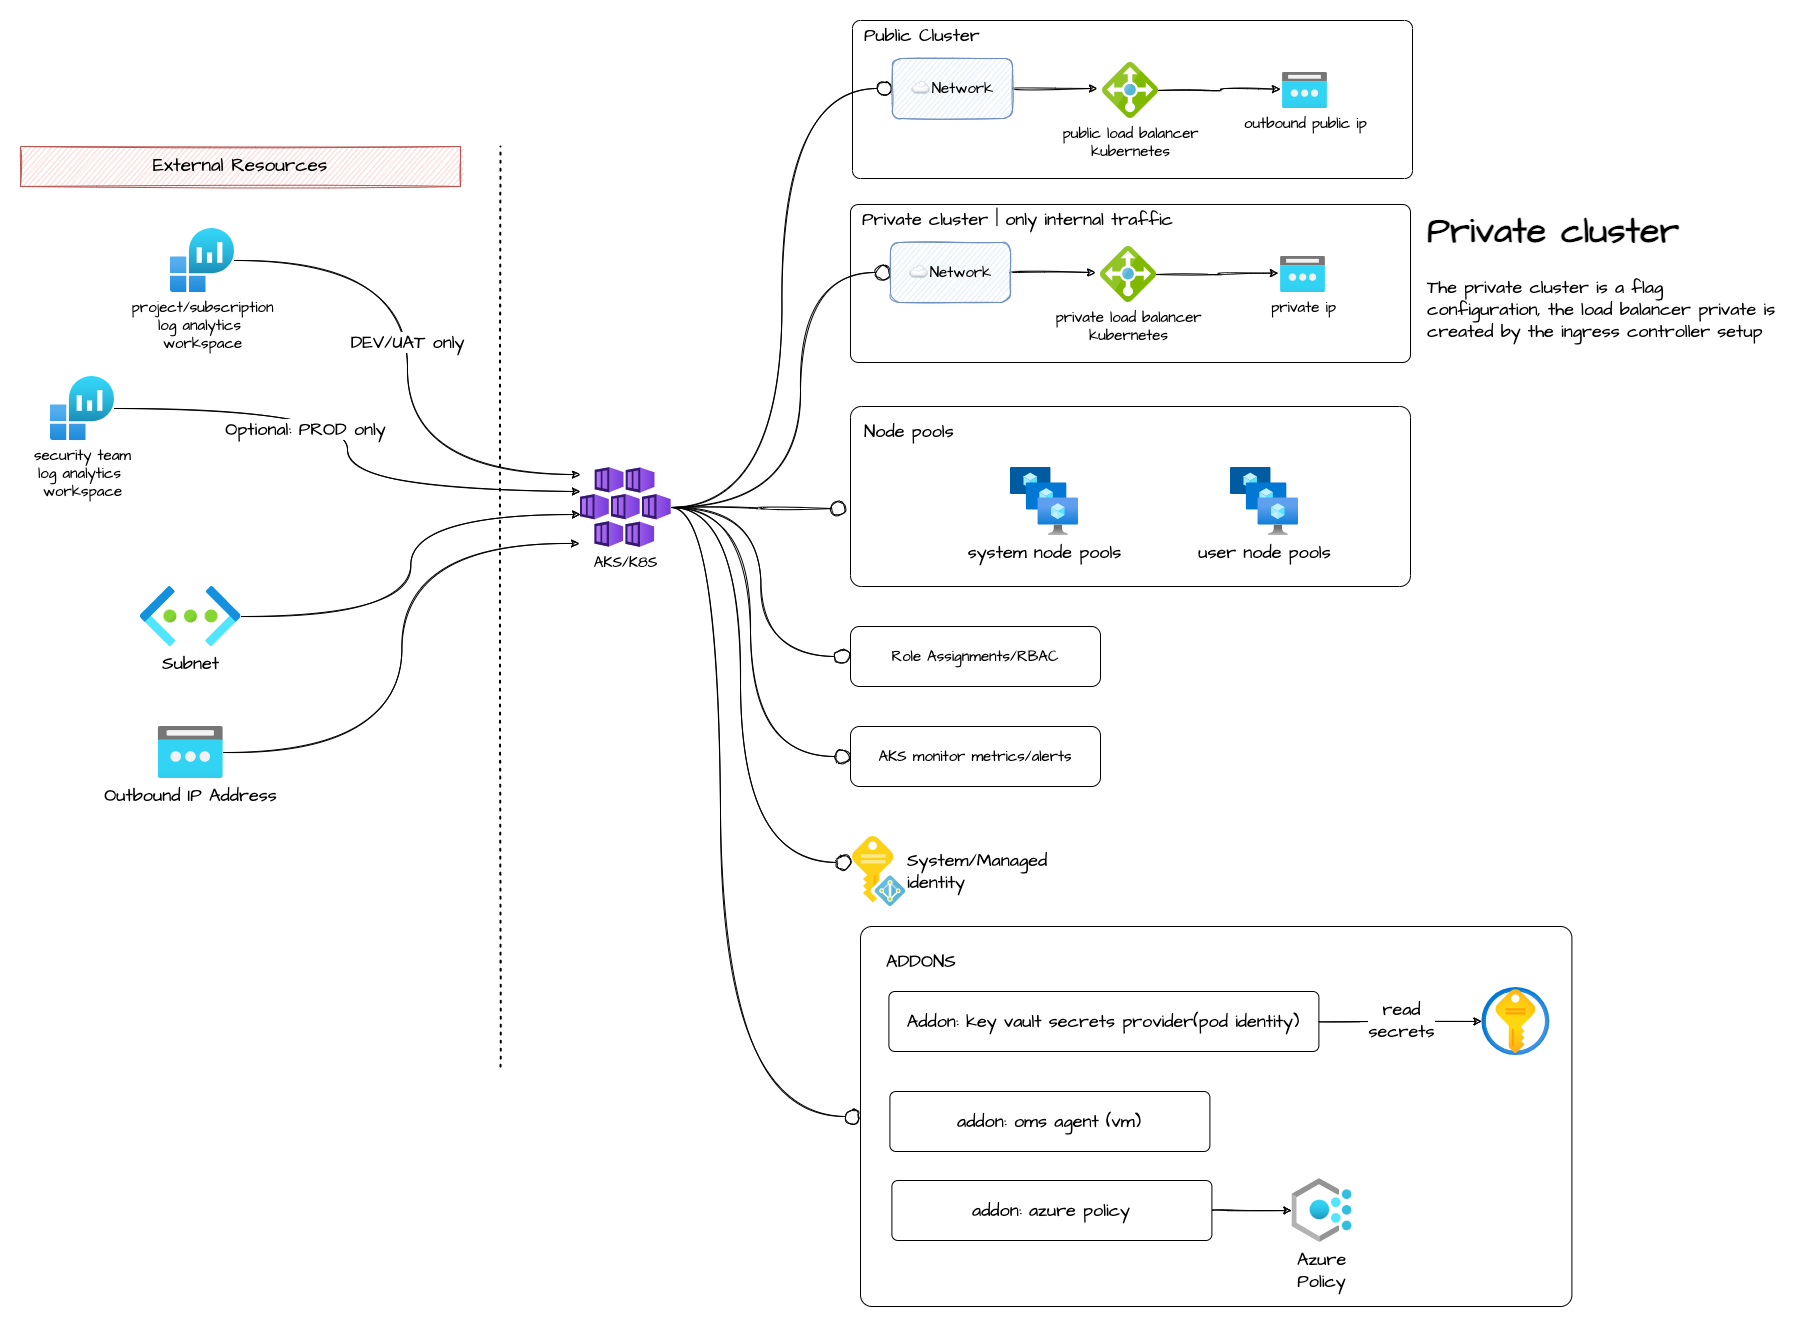 Public Cluster
Network
public load balancer
kubernetes
outbound public ip
External Resources
Private cluster | only internal traffic
Network
private load balancer
kubernetes
private ip
Private cluster
The private cluster is a flag
configuration, the load balancer private is
created by the ingress controller setup
project/subscription
log analytics
workspace
DEV/UAT only
security team
log analytics
workspace
Optional: PROD only
AKS/K8S
Node pools
system node pools
user node pools
Subnet
Role Assignments/RBAC
Outbound IP Address
AKS monitor metrics/alerts
System/Managed
identity
ADDONS
Addon: key vault secrets provider(pod identity)
read
secrets
addon: oms agent (vm)
addon: azure policy
Azure
Policy